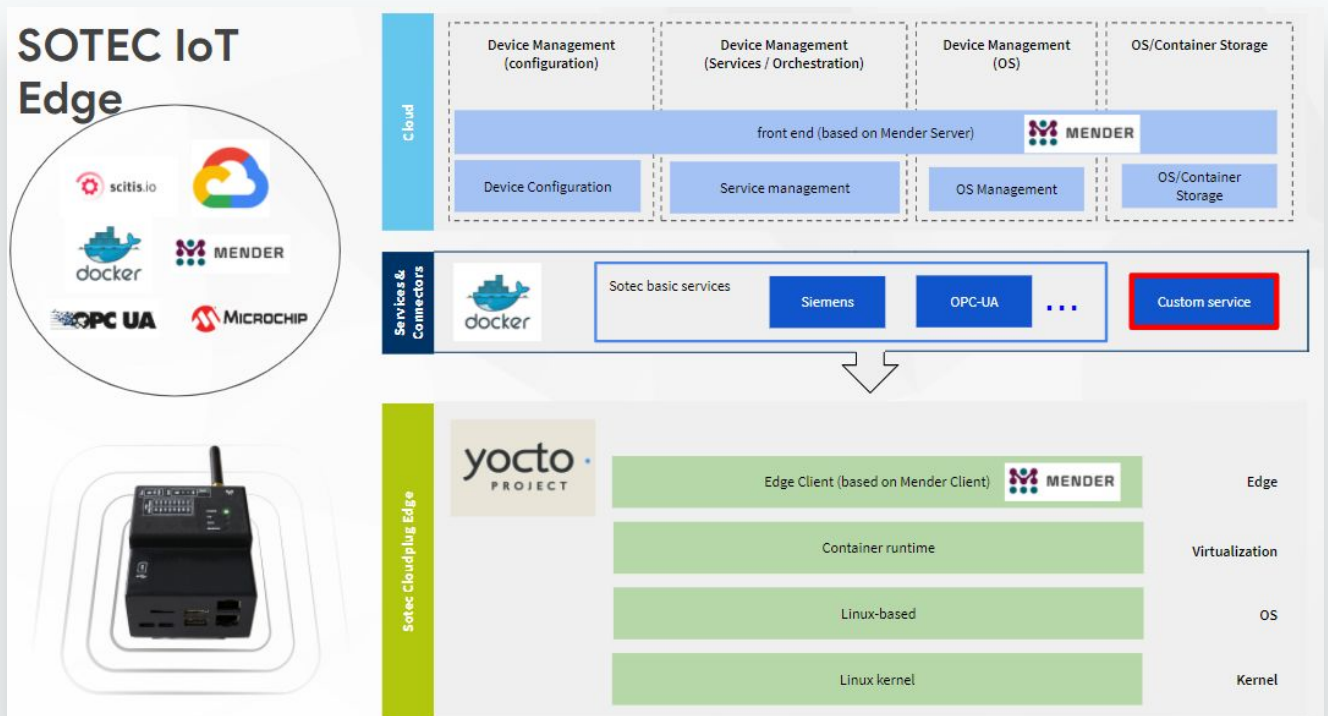 SOTEC IoT
Edge
scitis.io
docker
MENDER
OPC UA
MICROCHIP
Cloud
Device Management
(configuration)
Device Management
(Services / Orchestration)
Device Management
(OS)
OS/Container Storage
front end (based on Mender Server)
MENDER
Device Configuration
Service management
OS Management
OS/Container
Storage
Services &
Connectors
docker
Sotec basic services
Siemens
OPC-UA
...
Custom service
Sotec Cloudplug Edge
yocto
PROJECT
Edge Client (based on Mender Client)
MENDER
Edge
Container runtime
Virtualization
Linux-based
OS
Linux kernel
Kernel